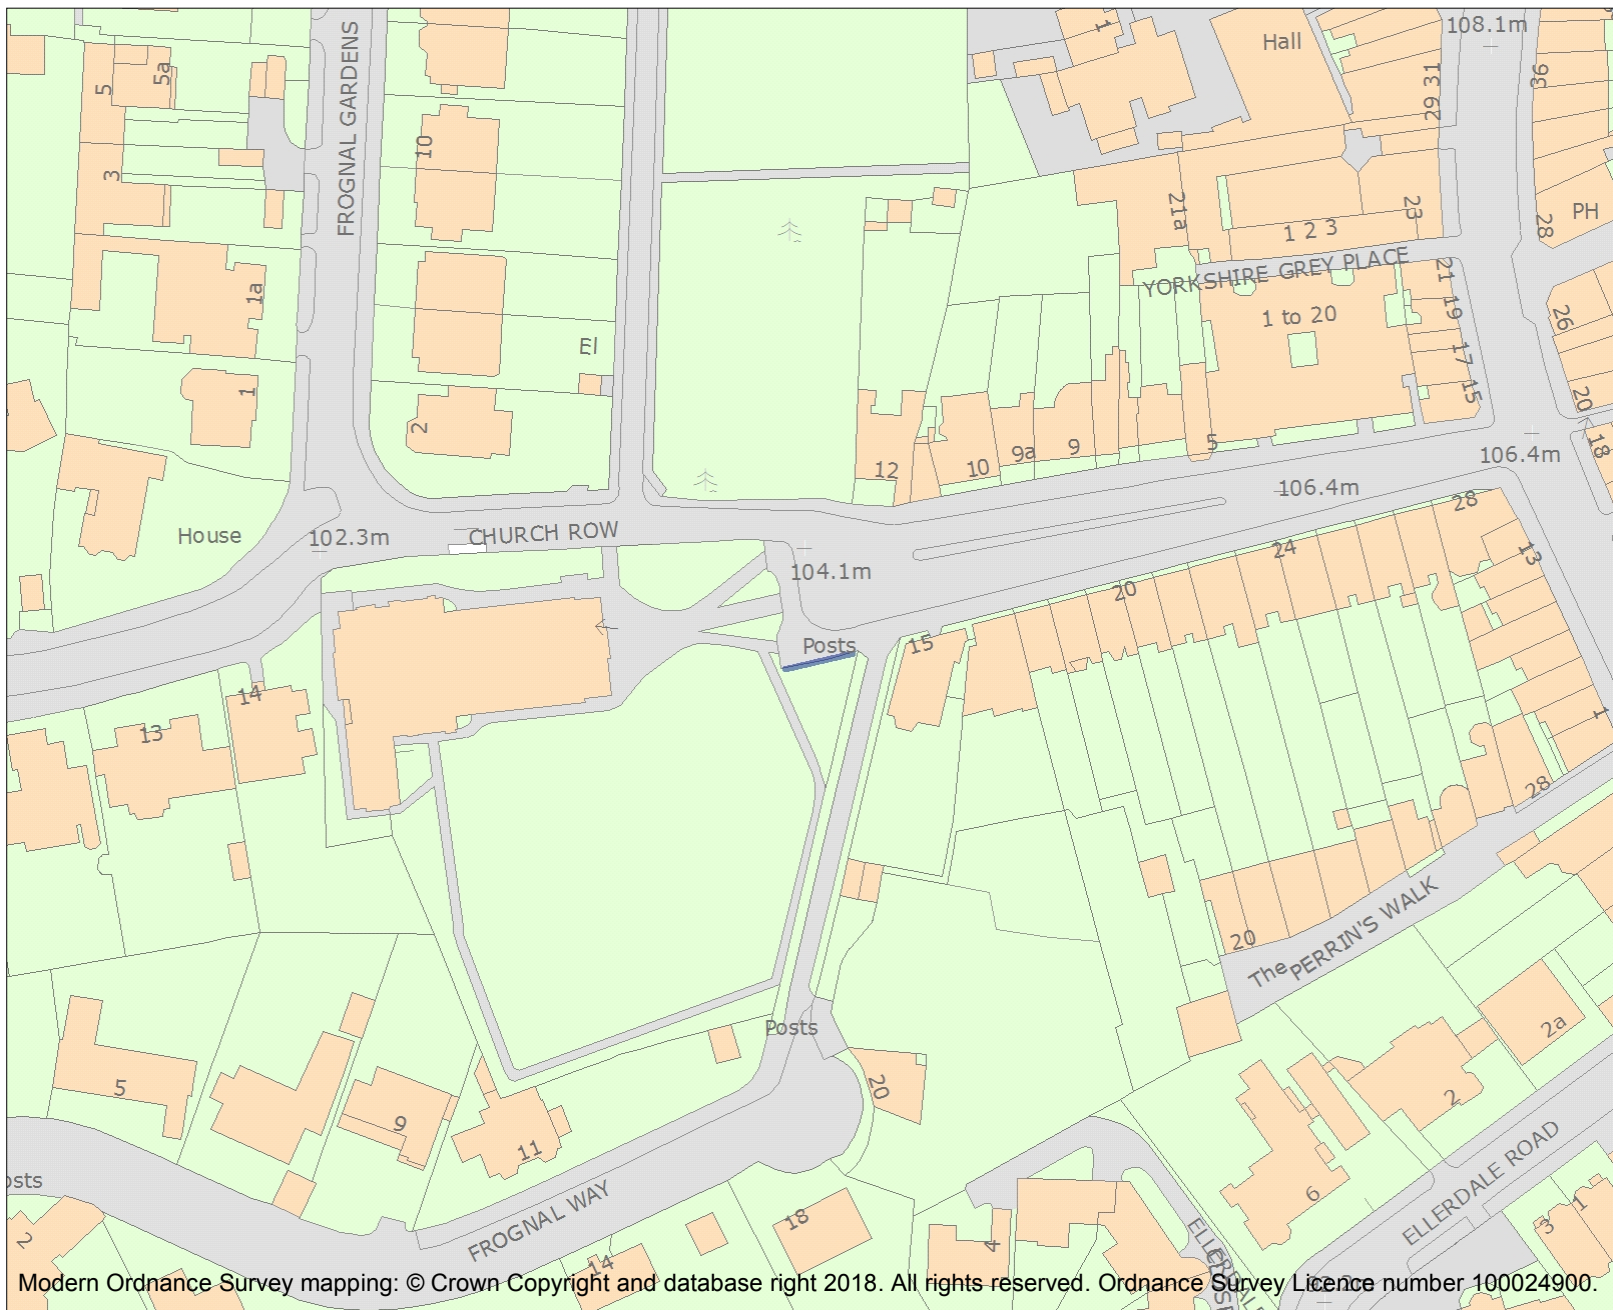 108.1m
Hall
1
FROGNAL GARDENS
5
5a
29 31
36
10
3
21a
23
28
PH
1 2 3
YORKSHIRE GREY PLACE
21
19
1a
1 to 20
26
El
17
1
15
20
2
12
10
9a
9
5
106.4m
18
106.4m
28
House
102.3m
CHURCH ROW
104.1m
24
13
20
Posts
15
14
13
1
28
20
The
PERRIN'S WALK
Posts
5
9
11
20
2a
2
6
ELLERDALE ROAD
FROGNAL WAY
18
14
4
2
3
1
Modern Ordnance Survey mapping: © Crown Copyright and database right 2018. All rights reserved. Ordnance Survey Licence number 100024900.